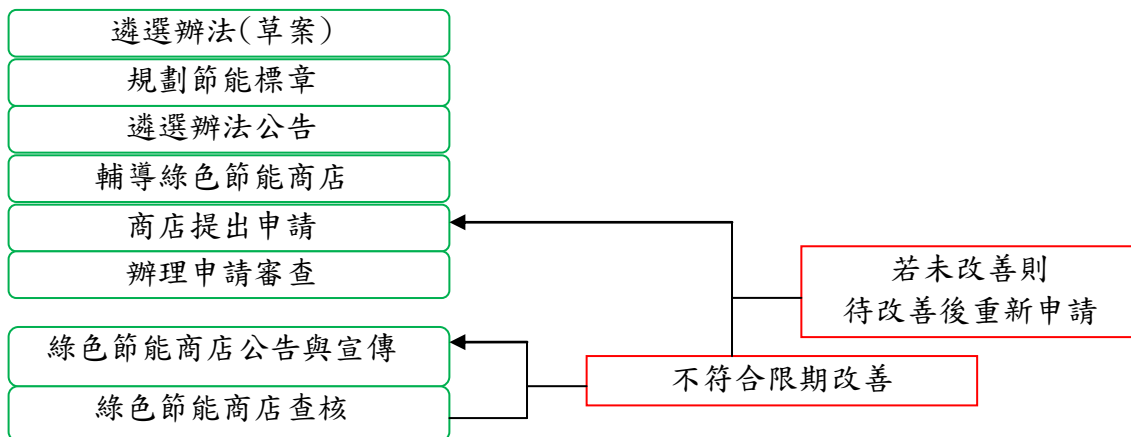 遴選辦法(草案)
規劃節能標章
遴選辦法公告
輔導綠色節能商店
商店提出申請
辦理申請審查
若未改善則
待改善後重新申請
綠色節能商店公告與宣傳
不符合限期改善
綠色節能商店查核